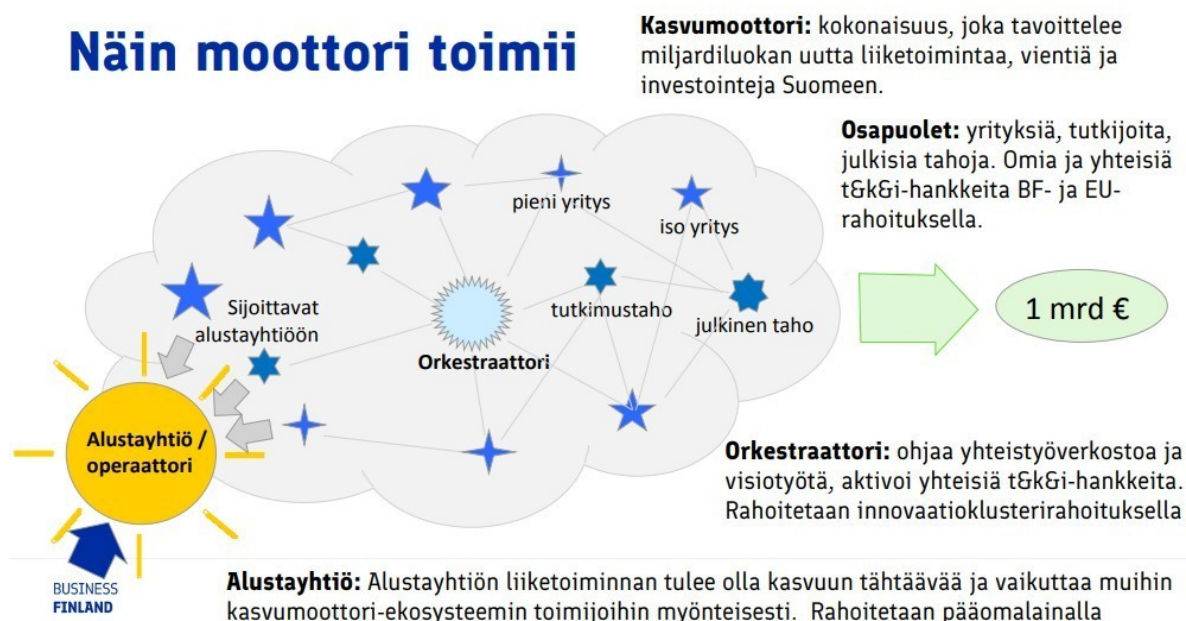 Näin moottori toimii
Kasvumoottori: kokonaisuus, joka tavoittelee
miljardiluokan uutta liiketoimintaa, vientiä ja
investointeja Suomeen.
Osapuolet: yrityksiä, tutkijoita,
julkisia tahoja. Omia ja yhteisiä
t&k&i-hankkeita BF- ja EU-
rahoituksella.
pieni yritys
iso yritys
Sijoittavat
alustayhtiöön
tutkimustaho
julkinen taho
1 mrd €
Orkestraattori
Alustayhtiö /
operaattori
Orkestraattori: ohjaa yhteistyöverkostoa ja
visiotyötä, aktivoi yhteisiä t&k&i-hankkeita.
Rahoitetaan innovaatioklusterirahoituksella
BUSINESS
FINLAND
Alustayhtiö: Alustayhtiön liiketoiminnan tulee olla kasvuun tähtäävää ja vaikuttaa muihin
kasvumoottori-ekosysteemin toimijoihin myönteisesti. Rahoitetaan pääomalainalla